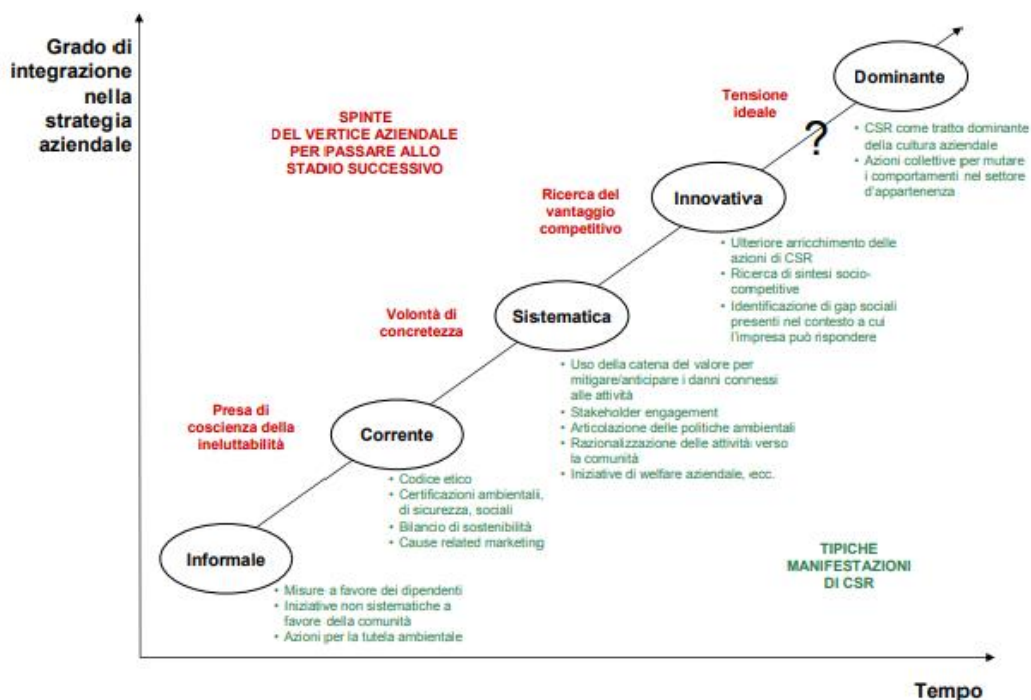 Grado di
integrazione
nella
strategia
aziendale
SPINTE
DEL VERTICE AZIENDALE
PER PASSARE ALLO
STADIO SUCCESSIVO
Tensione
ideale
?
Dominante
• CSR come tratto dominante
della cultura aziendale
• Azioni collettive per mutare
i comportamenti nel settore
d'appartenenza
Ricerca del
vantaggio
competitivo
Innovativa
• Ulteriore arricchimento delle
azioni di CSR
• Ricerca di sintesi socio-
competitive
• Identificazione di gap sociali
presenti nel contesto a cui
l'impresa può rispondere
Volontà di
concretezza
Sistematica
• Uso della catena del valore per
mitigare/anticipare i danni connessi
alle attività
• Stakeholder engagement
• Articolazione delle politiche ambientali
• Razionalizzazione delle attività verso
la comunità
• Iniziative di welfare aziendale, ecc.
Presa di
coscienza della
ineluttabilità
Corrente
• Codice etico
• Certificazioni ambientali,
di sicurezza, sociali
• Bilancio di sostenibilità
• Cause related marketing
Informale
• Misure a favore dei dipendenti
• Iniziative non sistematiche a
favore della comunità
• Azioni per la tutela ambientale
TIPICHE
MANIFESTAZIONI
DI CSR
Tempo